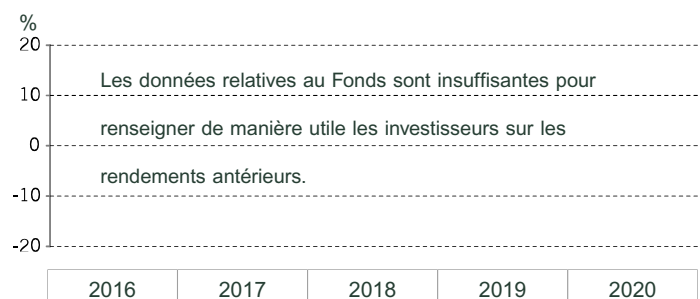 %
20
Les données relatives au Fonds sont insuffisantes pour
10
renseigner de manière utile les investisseurs sur les
0
rendements antérieurs.
-10
-20
2016 2017 2018 2019 2020